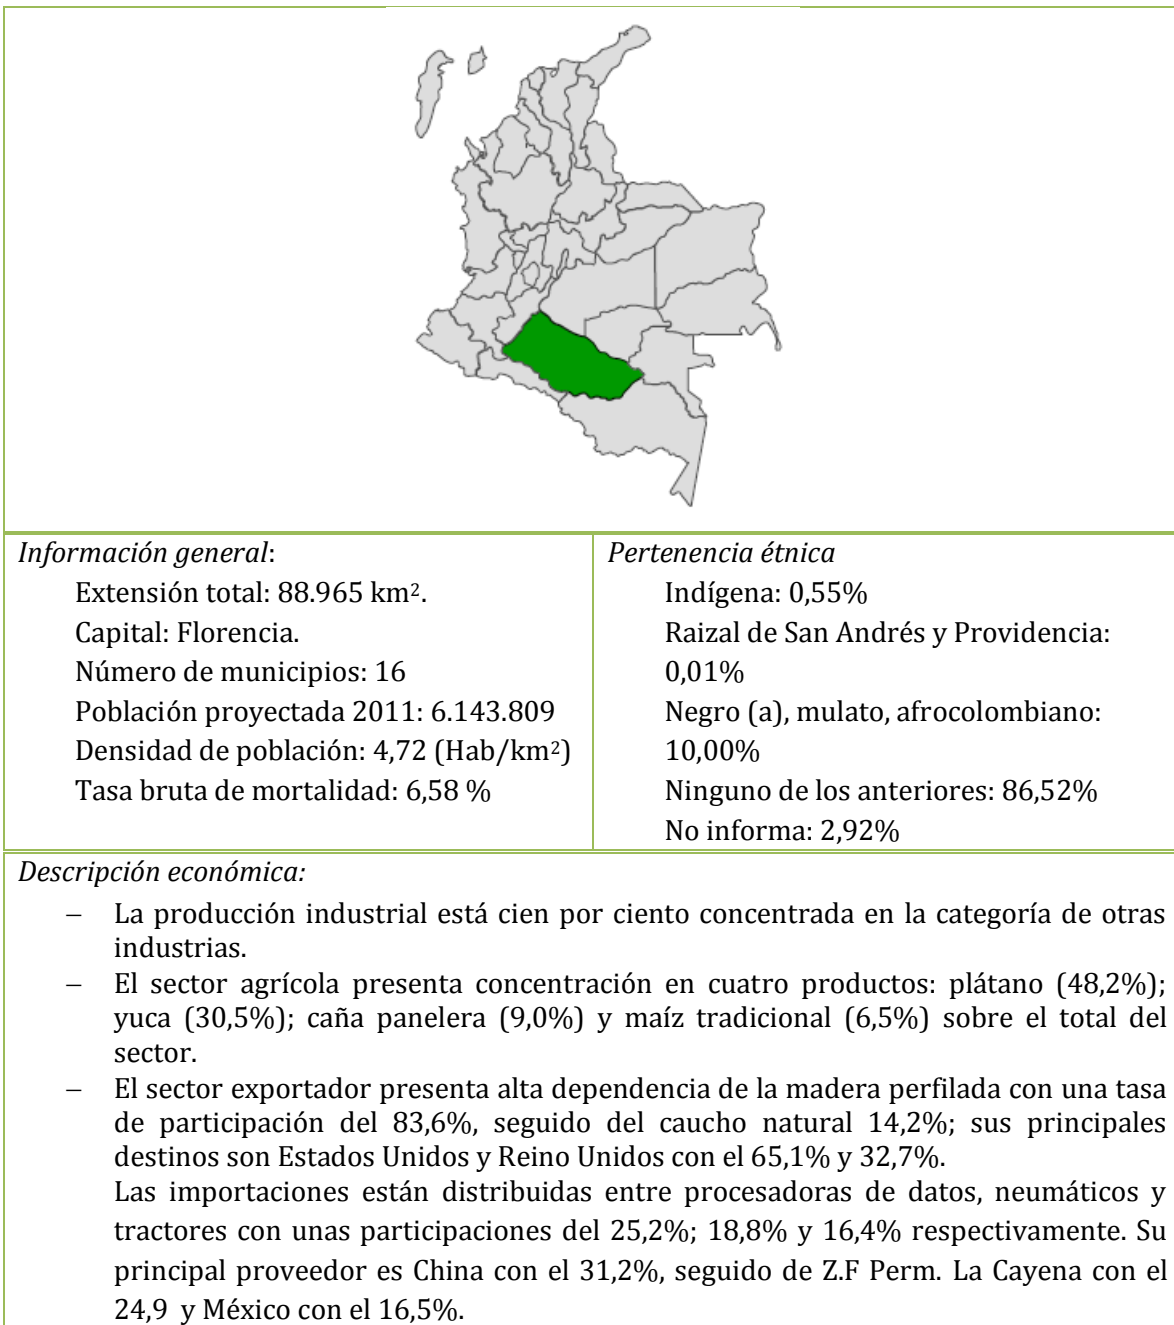 Información general:
Extensión total: 88.965 km².
Capital: Florencia.
Número de municipios: 16
Población proyectada 2011: 6.143.809
Densidad de población: 4,72 (Hab/km²)
Tasa bruta de mortalidad: 6,58 %
Pertenencia étnica
Indígena: 0,55%
Raizal de San Andrés y Providencia:
0,01%
Negro (a), mulato, afrocolombiano:
10,00%
Ninguno de los anteriores: 86,52%
No informa: 2,92%
Descripción económica:
– La producción industrial está cien por ciento concentrada en la categoría de otras
industrias.
– El sector agrícola presenta concentración en cuatro productos: plátano (48,2%);
yuca (30,5%); caña panelera (9,0%) y maíz tradicional (6,5%) sobre el total del
sector.
– El sector exportador presenta alta dependencia de la madera perfilada con una tasa
de participación del 83,6%, seguido del caucho natural 14,2%; sus principales
destinos son Estados Unidos y Reino Unidos con el 65,1% y 32,7%.
Las importaciones están distribuidas entre procesadoras de datos, neumáticos y
tractores con unas participaciones del 25,2%; 18,8% y 16,4% respectivamente. Su
principal proveedor es China con el 31,2%, seguido de Z.F Perm. La Cayena con el
24,9 y México con el 16,5%.